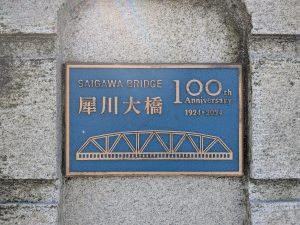 SAIGAWA BRIDGE
犀川大橋
100th
Anniversary
1924-2024